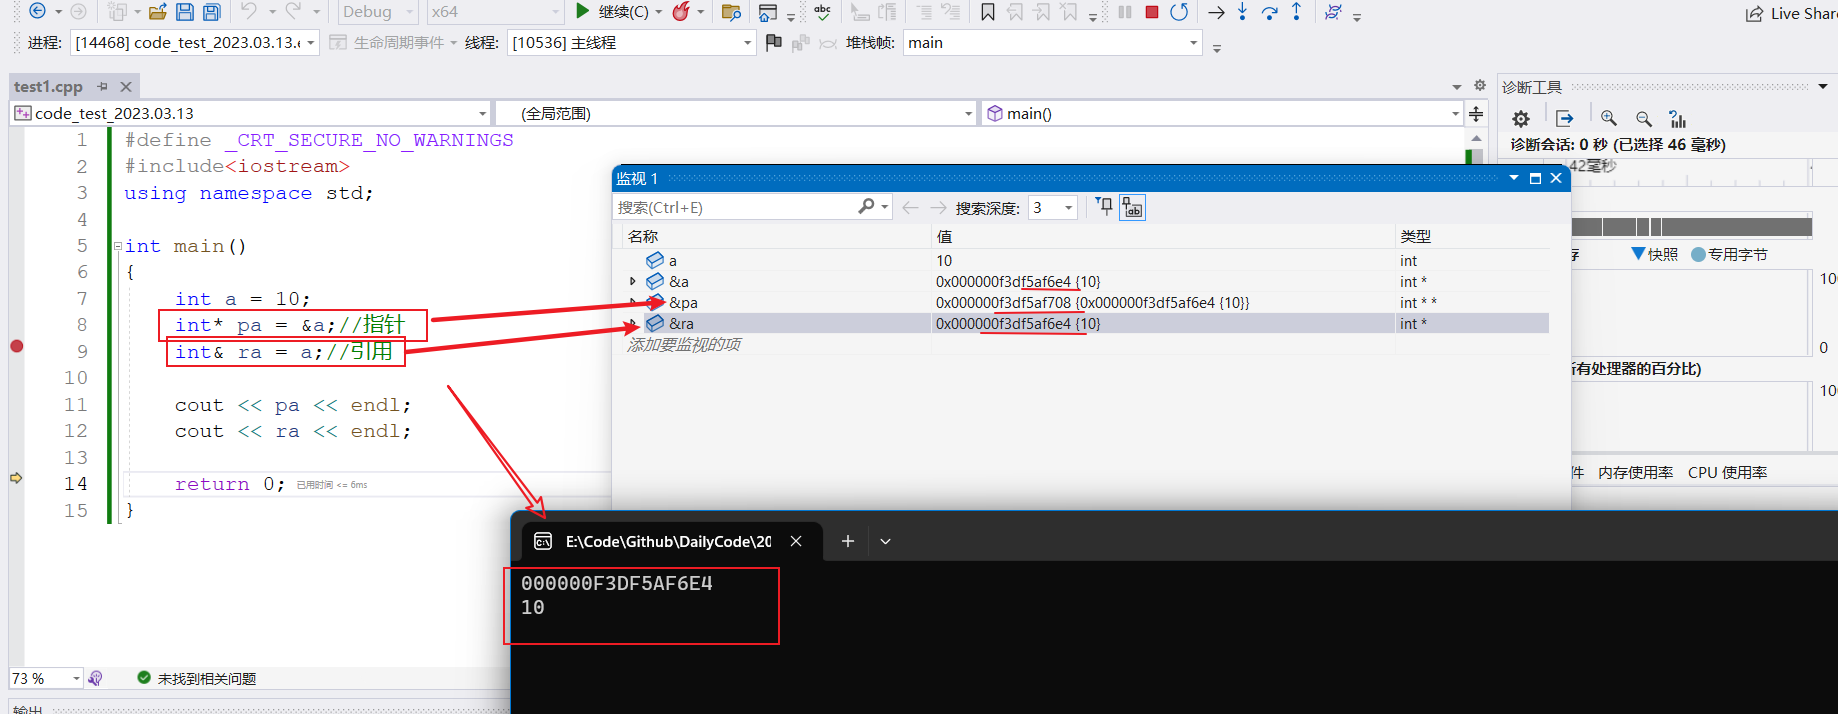 Debug
x64
继续(C)
Live Share
进程:
[14468] code_test_2023.03.13.e
生命周期事件
线程:
[10536] 主线程
堆栈帧:
main
test1.cpp
诊断工具
code_test_2023.03.13
(全局范围)
main()
诊断会话: 0 秒 (已选择 46 毫秒)
42毫秒
1 #define _CRT_SECURE_NO_WARNINGS
2 #include<iostream>
3 using namespace std;
4
5 int main()
6 {
7 int a = 10;
8 int* pa = &a;//指针
9 int& ra = a;//引用
10
11 cout << pa << endl;
12 cout << ra << endl;
13
14 return 0; 已用时间 <= 6ms
15 }
监视 1
搜索(Ctrl+E)
搜索深度:
3
名称 值 类型
a 10 int
&a 0x000000f3df5af6e4 {10} int *
&pa 0x000000f3df5af708 {0x000000f3df5af6e4 {10}} int * *
&ra 0x000000f3df5af6e4 {10} int *
添加要监视的项
存
快照
专用字节
0
所有处理器的百分比)
件 内存使用率 CPU 使用率
E:\Code\Github\DailyCode\20
000000F3DF5AF6E4
10
73 %
未找到相关问题
输出